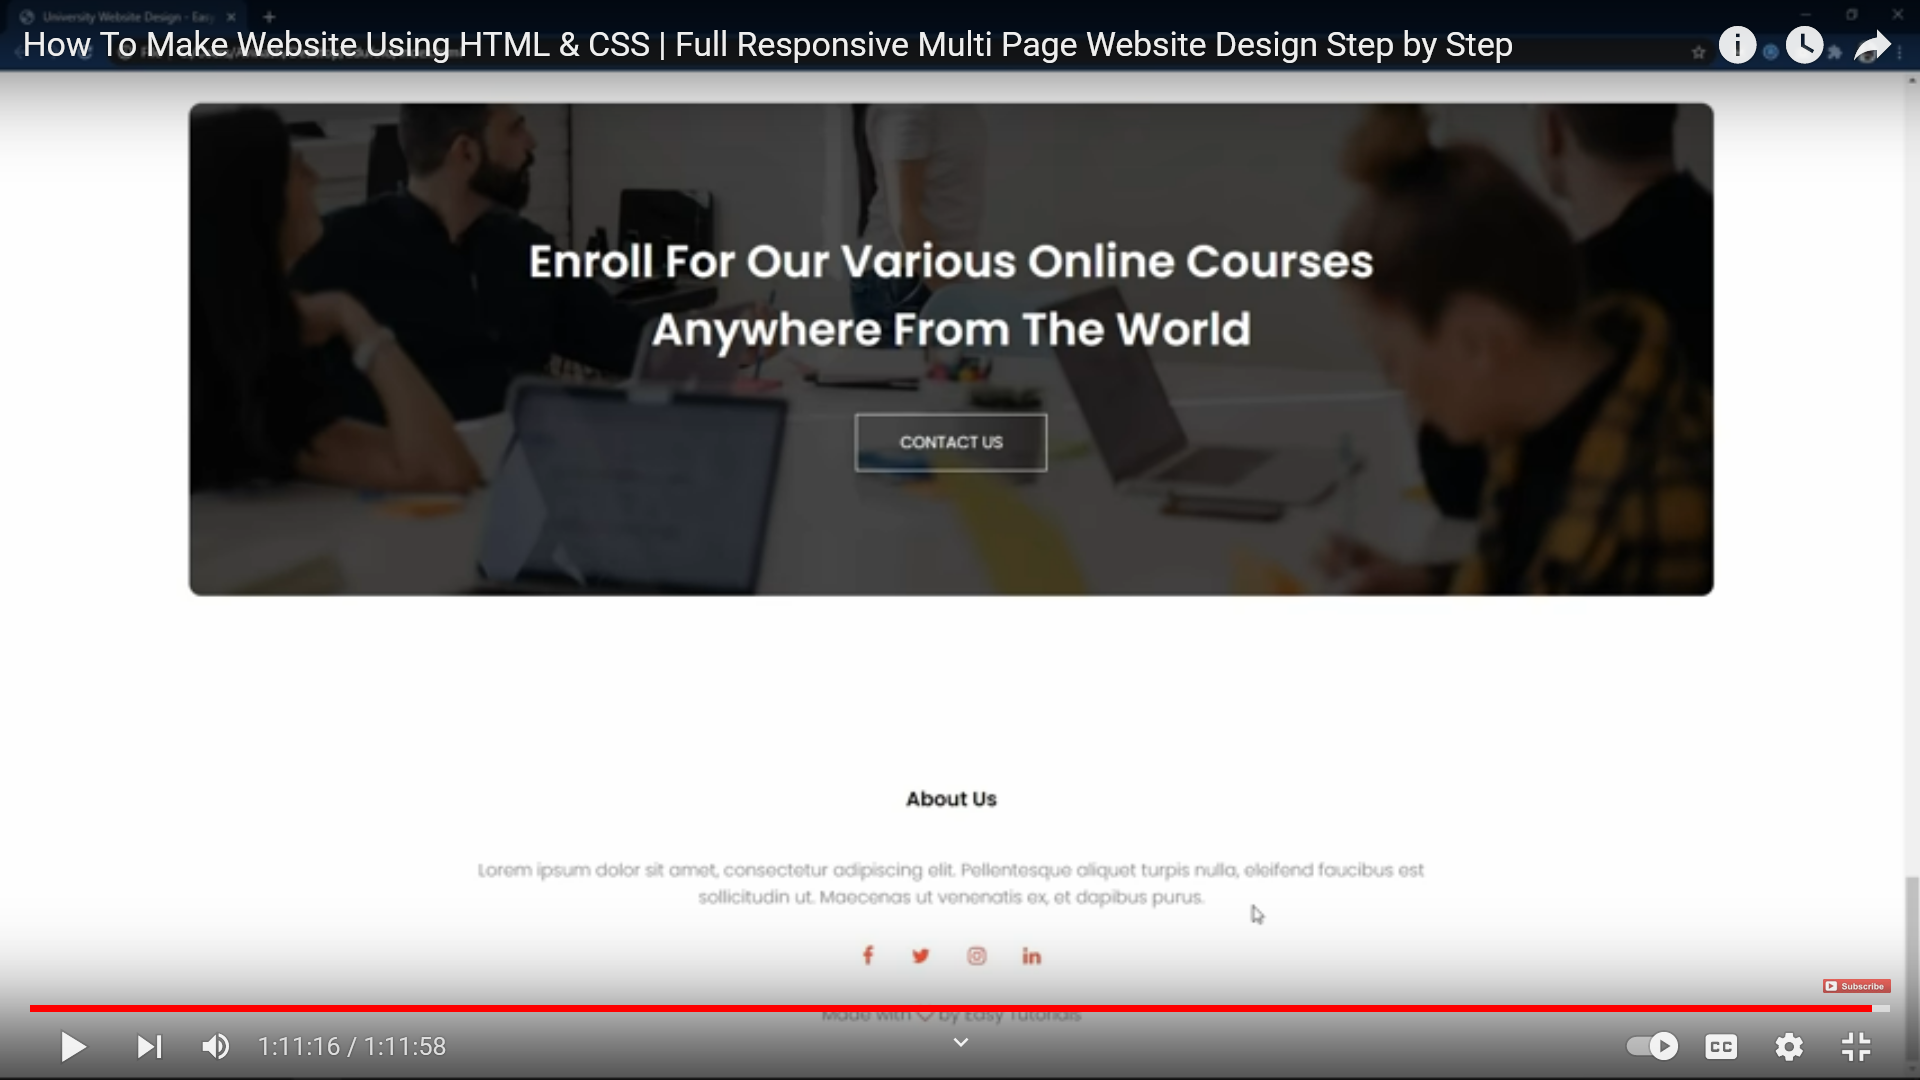 University Website Design - Eas
How To Make Website Using HTML & CSS | Full Responsive Multi Page Website Design Step by Step
Enroll For Our Various Online Courses
Anywhere From The World
CONTACT US
About Us
Lorem ipsum dolor sit amet, consectetur adipiscing elit. Pellentesque aliquet turpis nulla, eleifend faucibus est
sollicitudin ut. Maecenas ut venenatis ex, et dapibus purus.
Subscribe
Made with by Easy Tutorials
1:11:16 / 1:11:58
CC